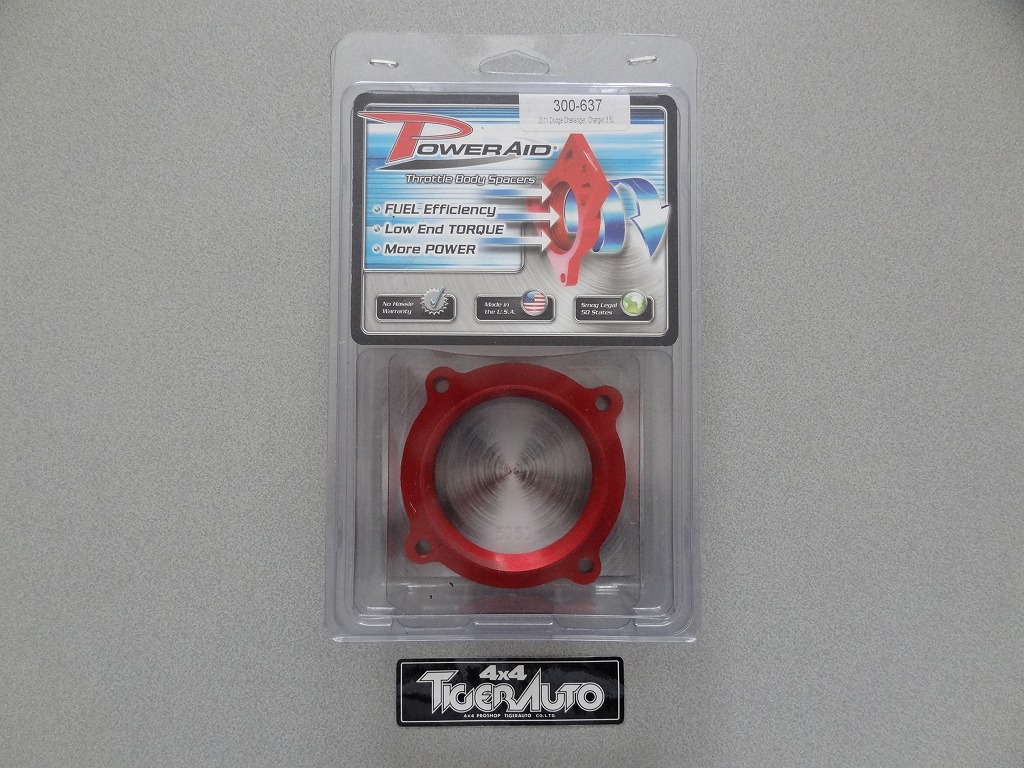 300-637
2011 Dodge Challenger, Charger 3.6L
POWERAID®
Throttle Body Spacers
FUEL Efficiency
Low End TORQUE
More POWER
No Hassle
Warranty
Made in
the U.S.A.
Smog Legal
50 States
4x4
TIGERAUTO
4x4 PROSHOP TIGERAUTO CO.LTD.